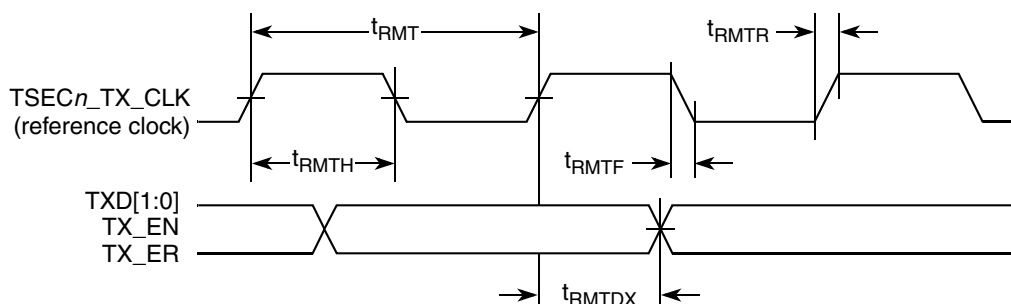 tRMT
tRMTR
TSECn_TX_CLK
(reference clock)
tRMTH
tRMTF
TXD[1:0]
TX_EN
TX_ER
tRMTDX